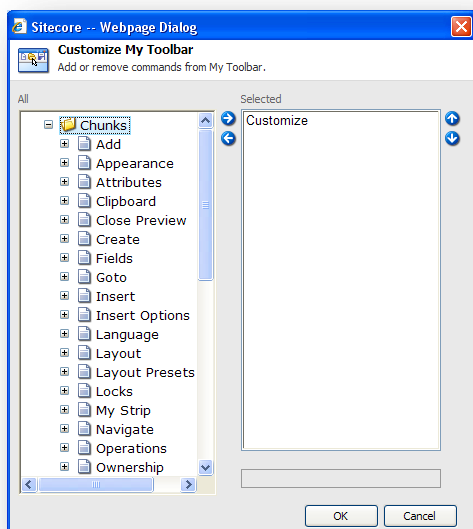 Sitecore -- Webpage Dialog
Customize My Toolbar
Add or remove commands from My Toolbar.
All
Selected
Chunks
Add
Appearance
Attributes
Clipboard
Close Preview
Create
Fields
Goto
Insert
Insert Options
Language
Layout
Layout Presets
Locks
My Strip
Navigate
Operations
Ownership
Customize
OK
Cancel